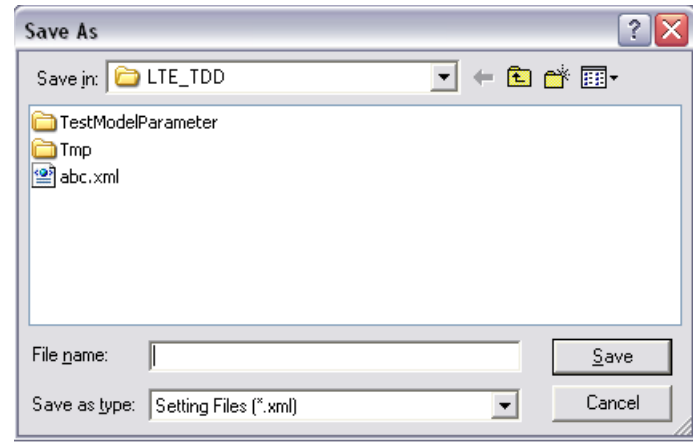 Save As
Save in: LTE_TDD
TestModelParameter
Tmp
abc.xml
File name: Save
Save as type: Setting Files (*.xml) Cancel